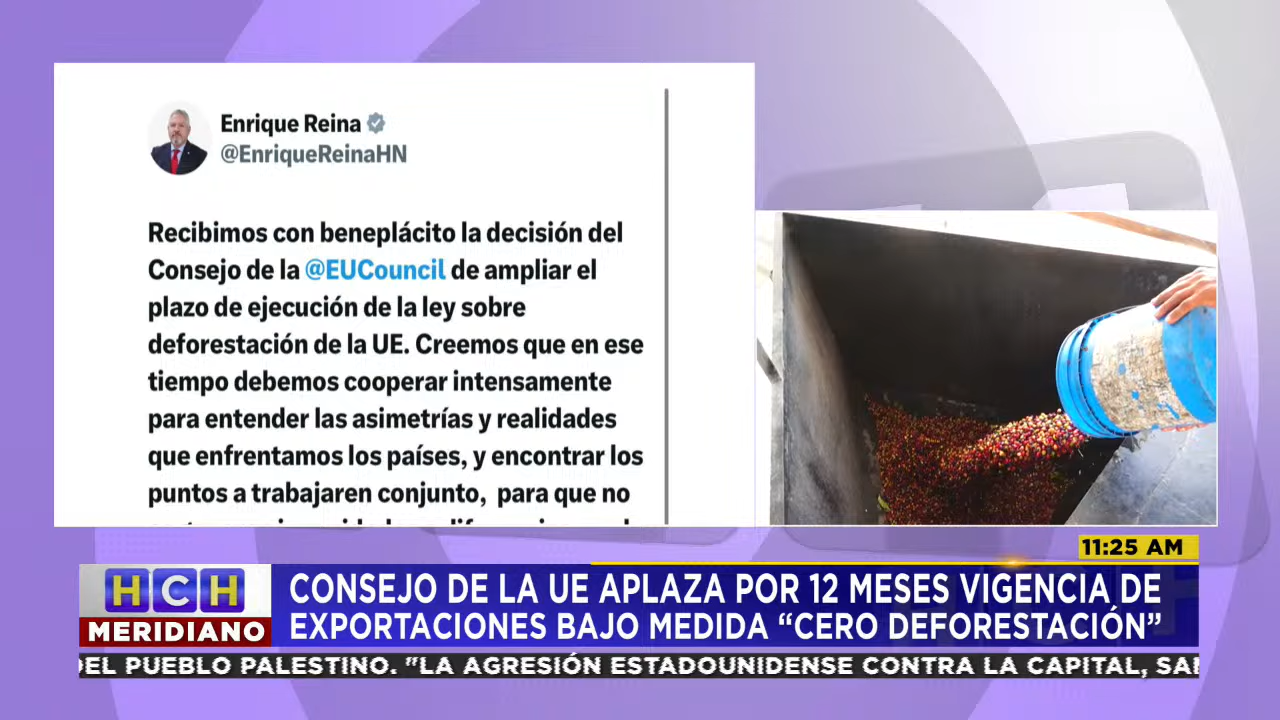 Enrique Reina
@EnriqueReinaHN
Recibimos con beneplácito la decisión del
Consejo de la @EUCouncil de ampliar el
plazo de ejecución de la ley sobre
deforestación de la UE. Creemos que en ese
tiempo debemos cooperar intensamente
para entender las asimetrías y realidades
que enfrentamos los países, y encontrar los
puntos a trabajaren conjunto, para que no
11:25 AM
HCH
MERIDIANO
CONSEJO DE LA UE APLAZA POR 12 MESES VIGENCIA DE
EXPORTACIONES BAJO MEDIDA “CERO DEFORESTACIÓN”
DEL PUEBLO PALESTINO. "LA AGRESIÓN ESTADOUNIDENSE CONTRA LA CAPITAL,